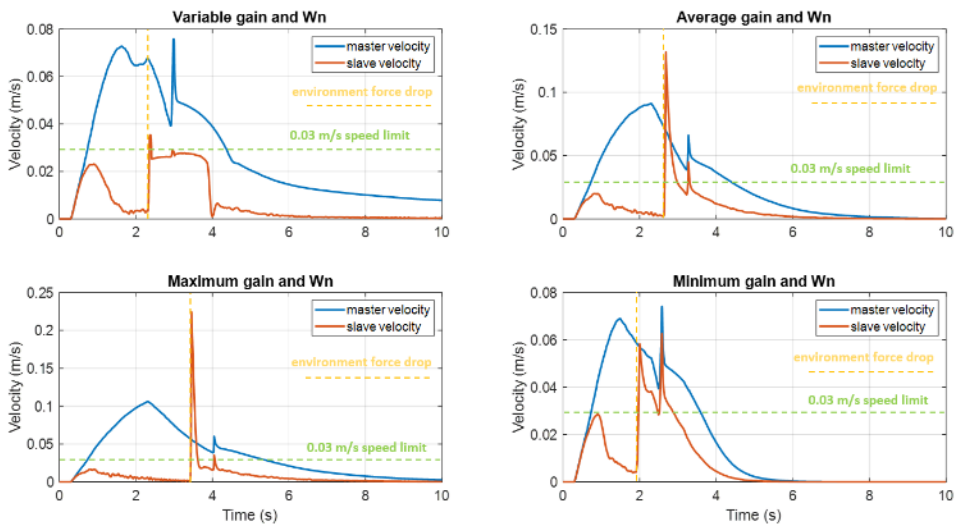 Variable gain and Wn
0.08
0.06
0.04
0.02
0
Velocity (m/s)
master velocity
slave velocity
environment force drop
0.03 m/s speed limit
0 2 4 6 8 10
Average gain and Wn
0.15
0.1
0.05
0
Velocity (m/s)
master velocity
slave velocity
environment force drop
0.03 m/s speed limit
0 2 4 6 8 10
Maximum gain and Wn
0.25
0.2
0.15
0.1
0.05
0
Velocity (m/s)
master velocity
slave velocity
environment force drop
0.03 m/s speed limit
0 2 4 6 8 10
Time (s)
Minimum gain and Wn
0.08
0.06
0.04
0.02
0
Velocity (m/s)
master velocity
slave velocity
environment force drop
0.03 m/s speed limit
0 2 4 6 8 10
Time (s)